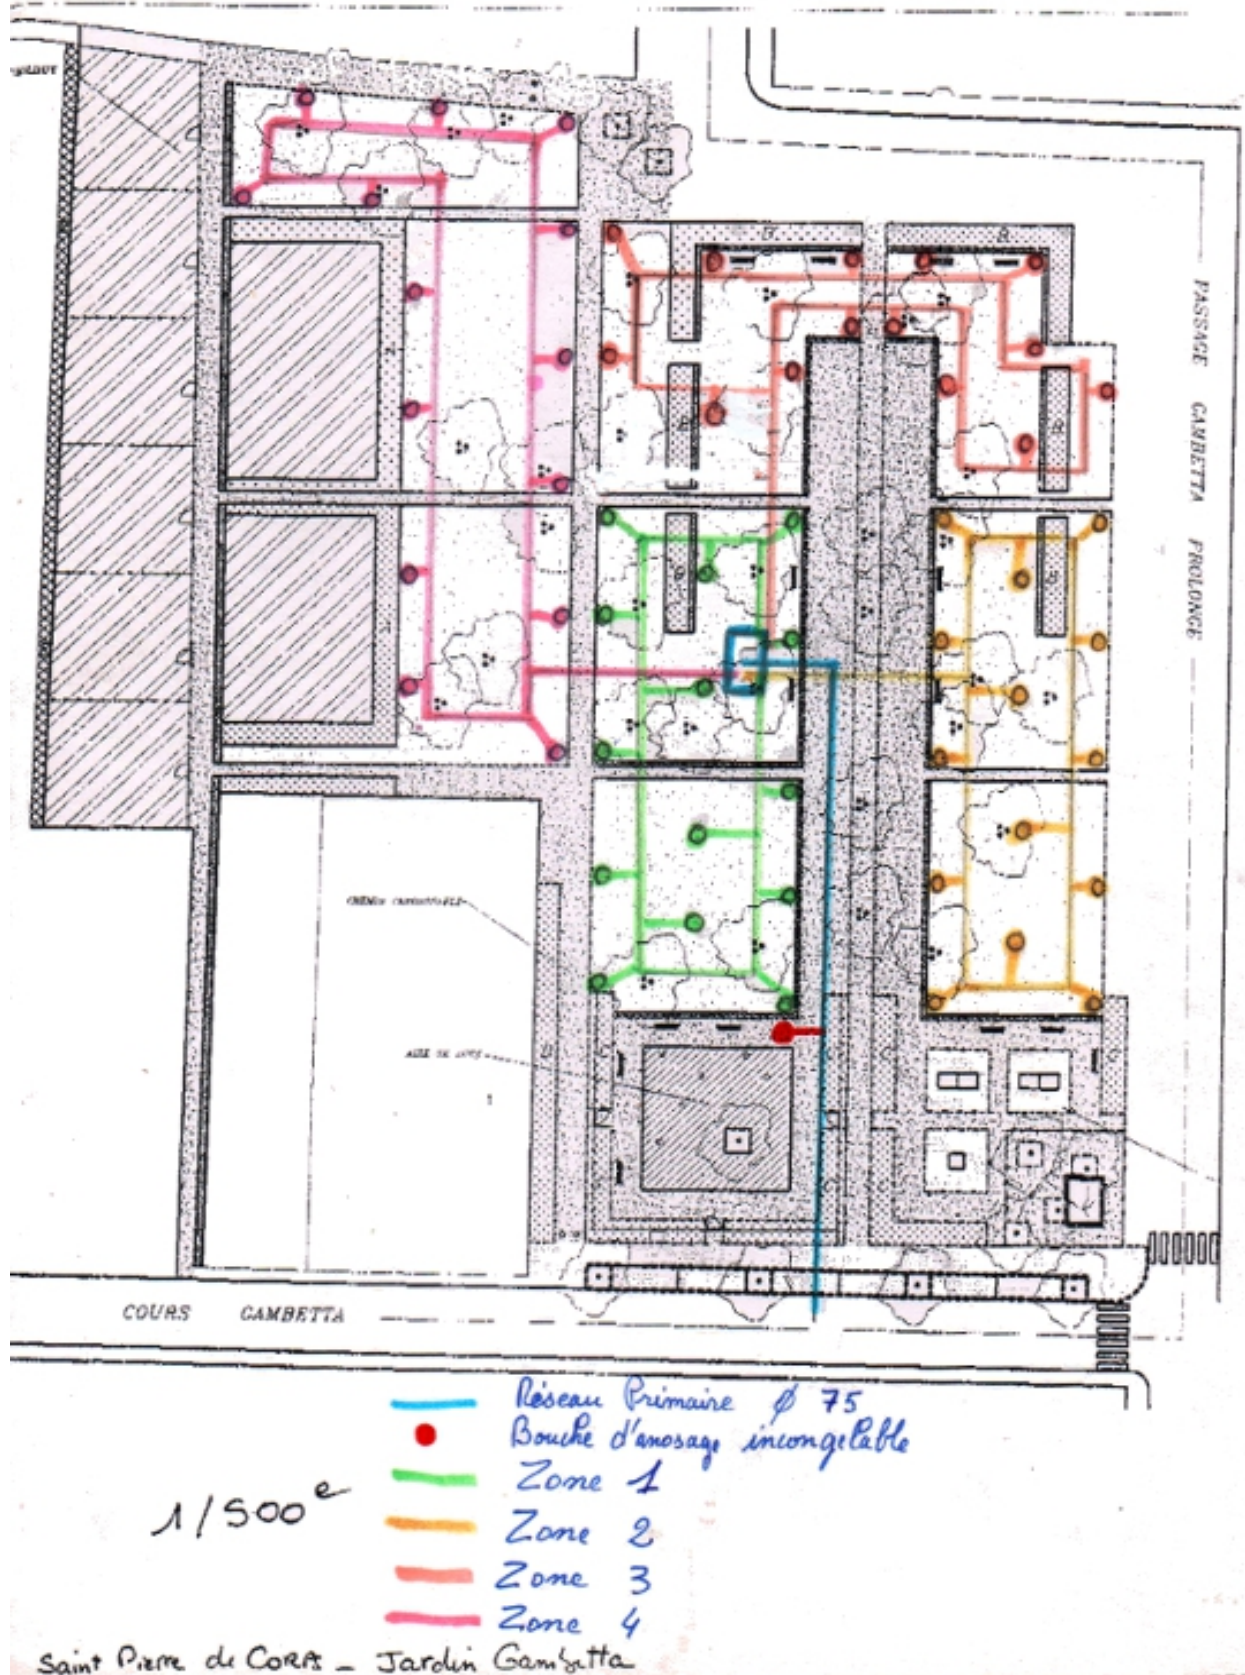 PASSAGE GAMBETTA PROLONGE
COURS GAMBETTA
Réseau Primaire ϕ 75
Bouche d'arrosage incongelable
Zone 1
1/500e
Zone 2
Zone 3
Zone 4
Saint Pierre de CORPS - Jardin Gambetta